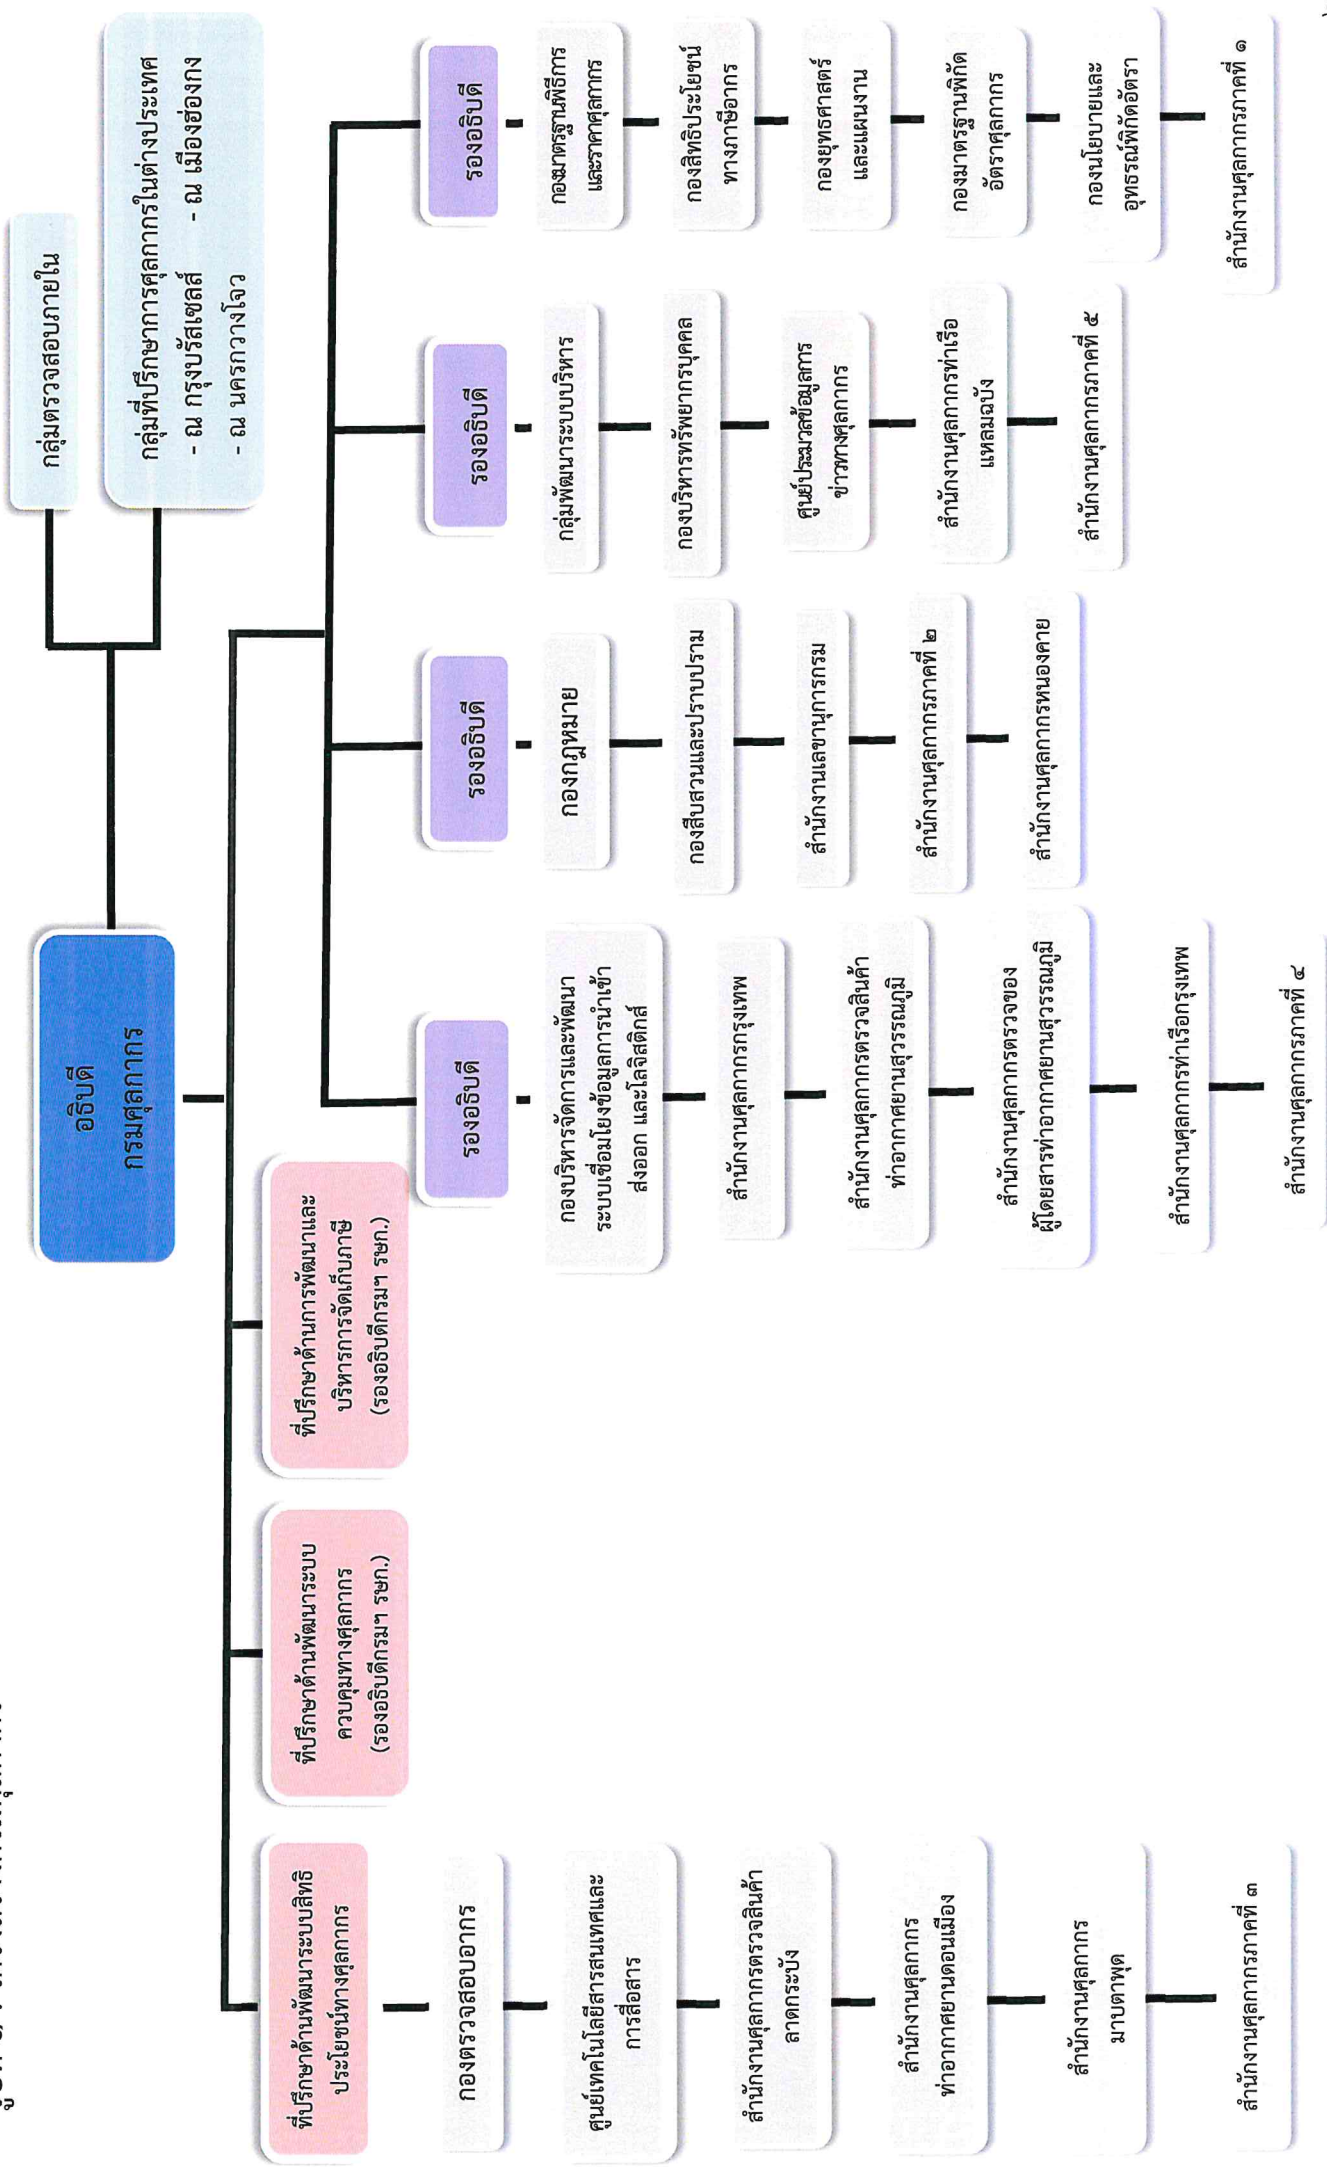 อธิบดี
กรมศุลกากร
กลุ่มตรวจสอบภายใน
กลุ่มที่ปรึกษาการศุลกากรในต่างประเทศ
- ณ กรุงบรัสเซลส์ - ณ เมืองฮ่องกง
- ณ นครกวางโจว
ที่ปรึกษาด้านพัฒนาระบบสิทธิ
ประโยชน์ทางศุลกากร
กองตรวจสอบอากร
ศูนย์เทคโนโลยีสารสนเทศและ
การสื่อสาร
สำนักงานศุลกากรตรวจสินค้า
ลาดกระบัง
สำนักงานศุลกากร
ท่าอากาศยานดอนเมือง
สำนักงานศุลกากร
มาบตาพุด
สำนักงานศุลกากรภาคที่ ๓
ที่ปรึกษาด้านพัฒนาระบบ
ควบคุมทางศุลกากร
(รองอธิบดีกรมฯ รษก.)
ที่ปรึกษาด้านการพัฒนาและ
บริหารการจัดเก็บภาษี
(รองอธิบดีกรมฯ รษก.)
รองอธิบดี
กองบริหารจัดการและพัฒนา
ระบบเชื่อมโยงข้อมูลการนำเข้า
ส่งออก และโลจิสติกส์
สำนักงานศุลกากรกรุงเทพ
สำนักงานศุลกากรตรวจสินค้า
ท่าอากาศยานสุวรรณภูมิ
สำนักงานศุลกากรตรวจของ
ผู้โดยสารท่าอากาศยานสุวรรณภูมิ
สำนักงานศุลกากรท่าเรือกรุงเทพ
สำนักงานศุลกากรภาคที่ ๔
รองอธิบดี
กองกฎหมาย
กองสืบสวนและปราบปราม
สำนักงานเลขานุการกรม
สำนักงานศุลกากรภาคที่ ๒
สำนักงานศุลกากรหนองคาย
รองอธิบดี
กลุ่มพัฒนาระบบบริหาร
กองบริหารทรัพยากรบุคคล
ศูนย์ประมวลข้อมูลการ
ข่าวทางศุลกากร
สำนักงานศุลกากรท่าเรือ
แหลมฉบัง
สำนักงานศุลกากรภาคที่ ๕
รองอธิบดี
กองมาตรฐานพิธีการ
และราคาศุลกากร
กองสิทธิประโยชน์
ทางภาษีอากร
กองยุทธศาสตร์
และแผนงาน
กองมาตรฐานพิกัด
อัตราศุลกากร
กองนโยบายและ
อุทธรณ์พิกัดอัตรา
สำนักงานศุลกากรภาคที่ ๑